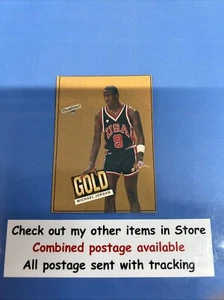 USA
9
GOLD
MICHAEL JORDAN
Check out my other items in Store
Combined postage available
All postage sent with tracking